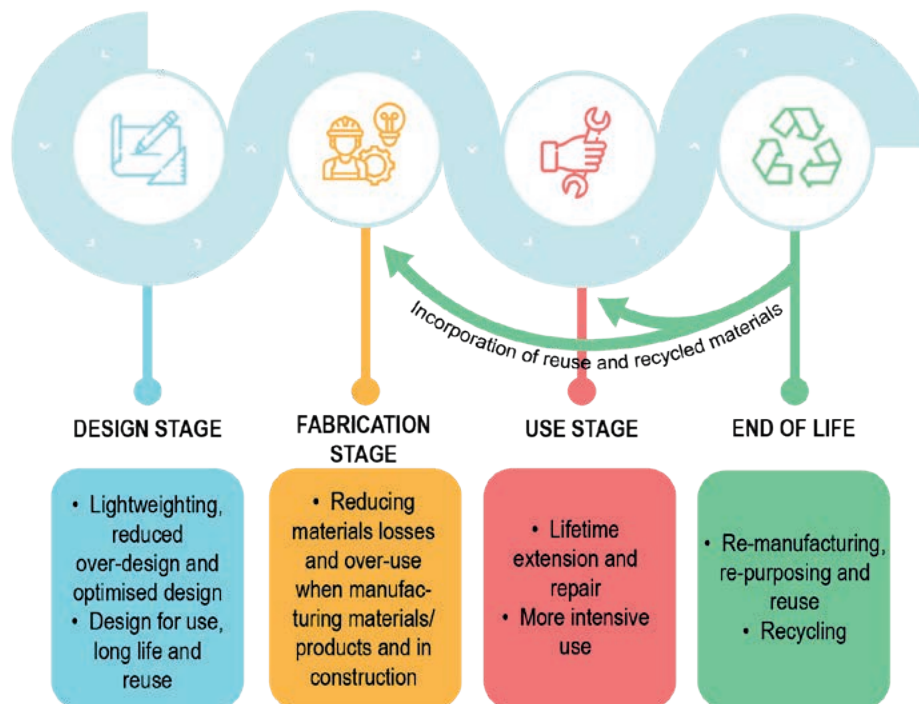 Incorporation of reuse and recycled materials
DESIGN STAGE
FABRICATION
STAGE
USE STAGE
END OF LIFE
• Lightweighting,
reduced
over-design and
optimised design
• Design for use,
long life and
reuse
• Reducing
materials losses
and over-use
when manufac-
turing materials/
products and in
construction
• Lifetime
extension and
repair
• More intensive
use
• Re-manufacturing,
re-purposing and
reuse
• Recycling